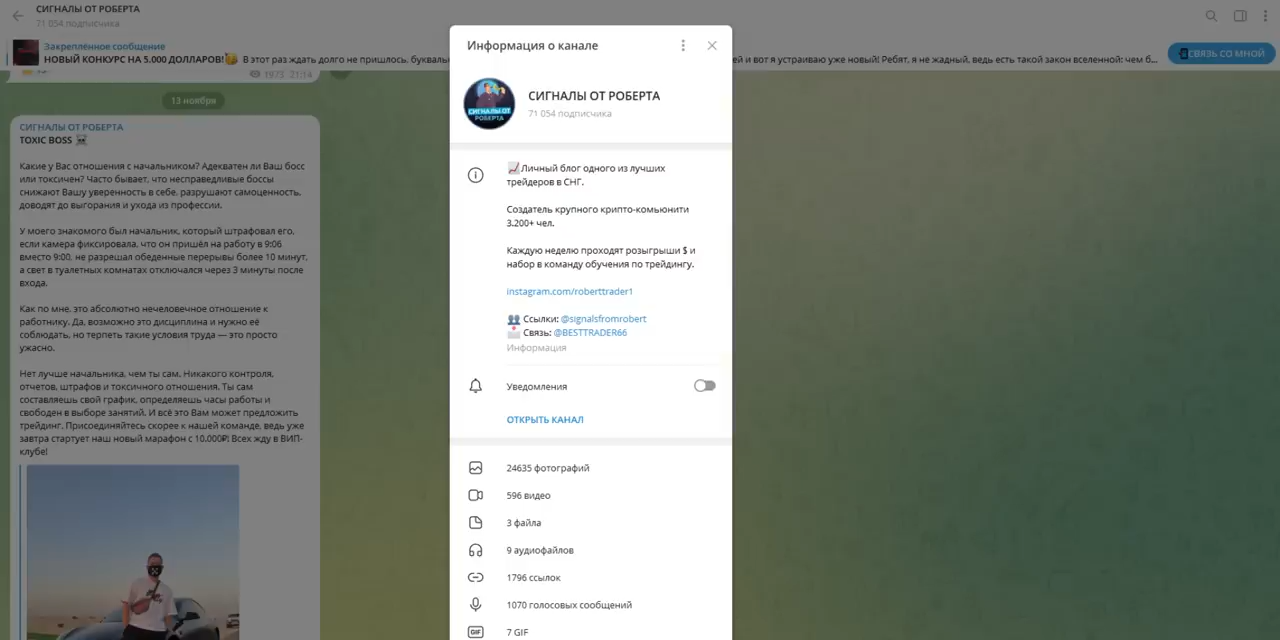 СИГНАЛЫ ОТ РОБЕРТА
71 054 подписчика
Закреплённое сообщение
НОВЫЙ КОНКУРС НА 5.000 ДОЛЛАРОВ!🥳 В этот раз ждать долго не пришлось, буквальн
ей и вот я устраиваю уже новый! Ребят, я не жадный, ведь есть такой закон вселенной: чем б...
СВЯЗЬ СО МНОЙ
1973 21:14
13 ноября
СИГНАЛЫ ОТ РОБЕРТА
TOXIC BOSS ☠️
Какие у Вас отношения с начальником? Адекватен ли Ваш босс
или токсичен? Часто бывает, что несправедливые боссы
снижают Вашу уверенность в себе, разрушают самоценность,
доводят до выгорания и ухода из профессии.
У моего знакомого был начальник, который штрафовал его,
если камера фиксировала, что он пришёл на работу в 9:06
вместо 9:00, не разрешал обеденные перерывы более 10 минут,
а свет в туалетных комнатах отключался через 3 минуты после
входа.
Как по мне, это абсолютно нечеловечное отношение к
работнику. Да, возможно это дисциплина и нужно её
соблюдать, но терпеть такие условия труда — это просто
ужасно.
Нет лучше начальника, чем ты сам. Никакого контроля,
отчетов, штрафов и токсичного отношения. Ты сам
составляешь свой график, определяешь часы работы и
свободен в выборе занятий. И всё это Вам может предложить
трейдинг. Присоединяйтесь скорее к нашей команде, ведь уже
завтра стартует наш новый марафон с 10.000₽! Всех жду в ВИП-
клубе!
Информация о канале
СИГНАЛЫ ОТ РОБЕРТА
СИГНАЛЫ ОТ
РОБЕРТА
71 054 подписчика
📈Личный блог одного из лучших
трейдеров в СНГ.
Создатель крупного крипто-комьюнити
3.200+ чел.
Каждую неделю проходят розыгрыши $ и
набор в команду обучения по трейдингу.
instagram.com/roberttrader1
👥 Ссылки: @signalsfromrobert
📩 Связь: @BESTTRADER66
Информация
Уведомления
ОТКРЫТЬ КАНАЛ
24635 фотографий
596 видео
3 файла
9 аудиофайлов
1796 ссылок
1070 голосовых сообщений
GIF 7 GIF